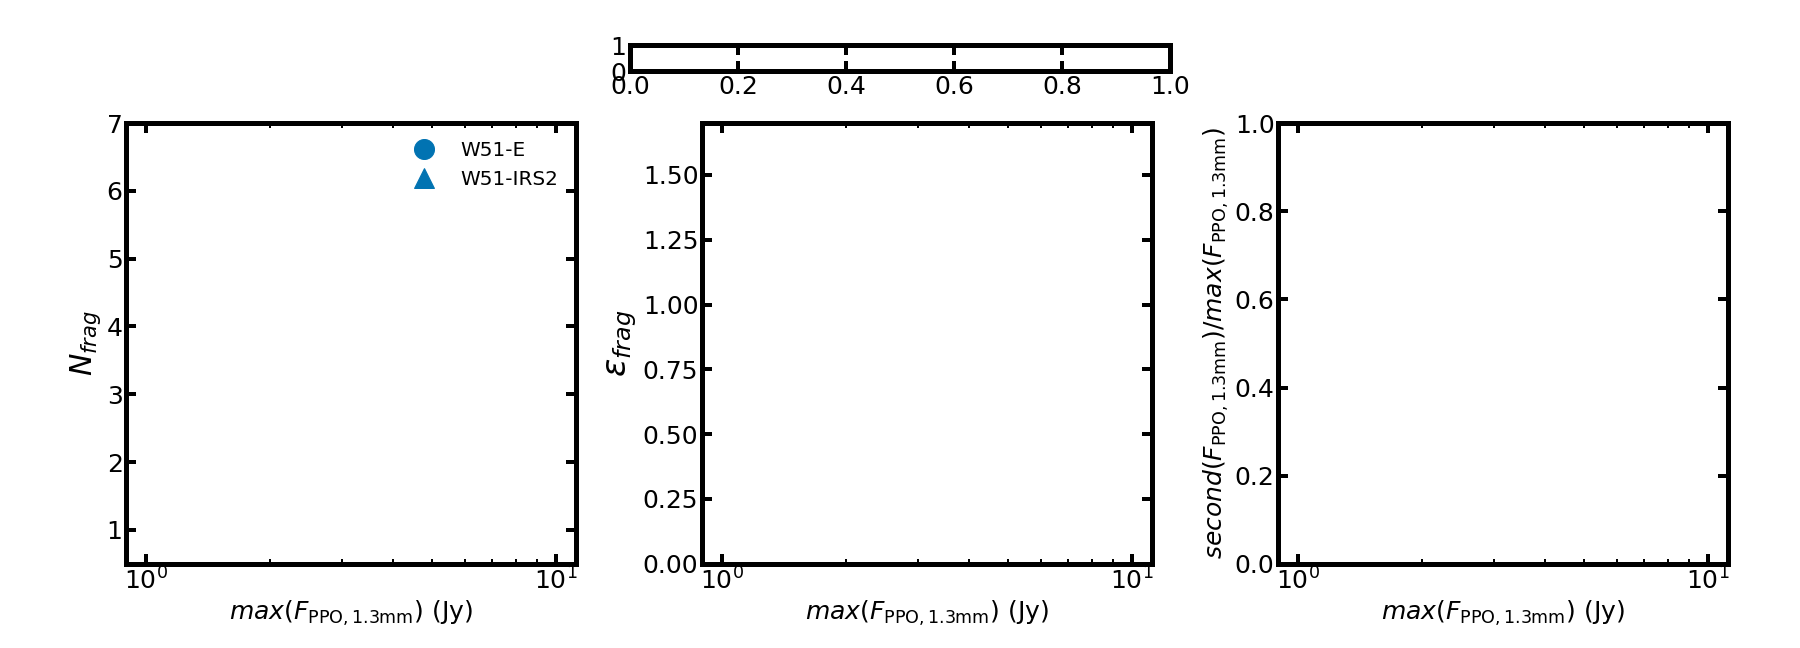 1
0
0.0 0.2 0.4 0.6 0.8 1.0
7
6
5
4
3
2
1
N_frag
W51-E
W51-IRS2
10^0 10^1
max(F_PPO, 1.3mm) (Jy)
1.50
1.25
1.00
0.75
0.50
0.25
0.00
ε_frag
10^0 10^1
max(F_PPO, 1.3mm) (Jy)
1.0
0.8
0.6
0.4
0.2
0.0
second(F_PPO, 1.3mm)/max(F_PPO, 1.3mm)
10^0 10^1
max(F_PPO, 1.3mm) (Jy)